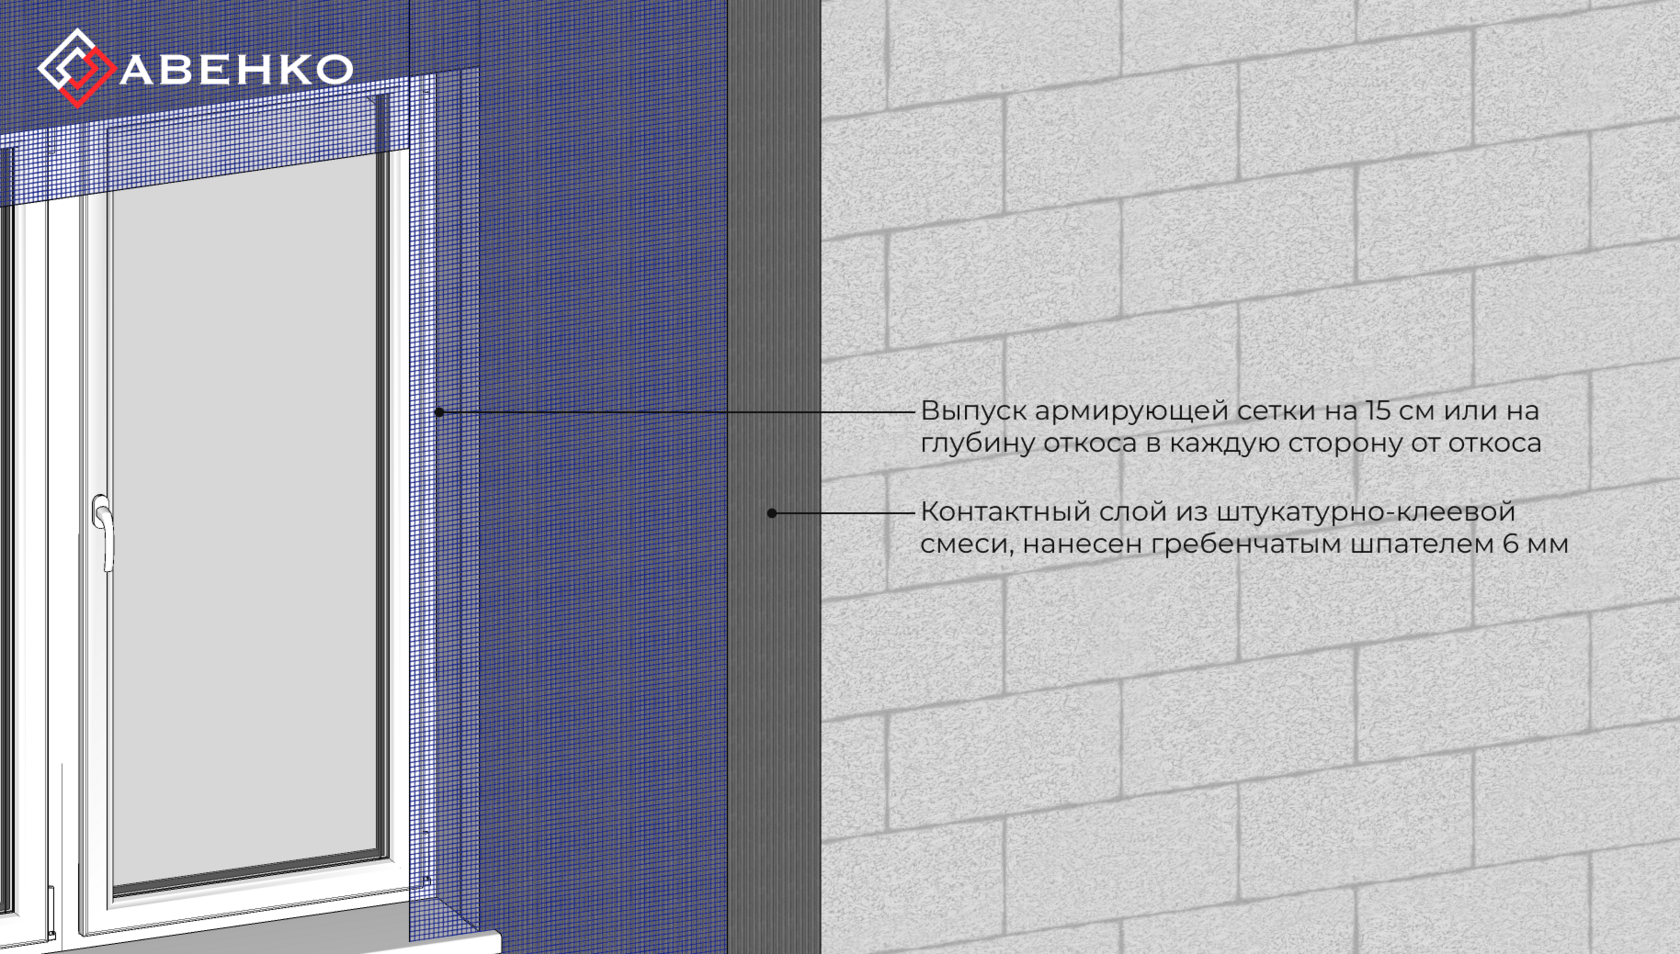 АВЕНКО
Выпуск армирующей сетки на 15 см или на
глубину откоса в каждую сторону от откоса
Контактный слой из штукатурно-клеевой
смеси, нанесен гребенчатым шпателем 6 мм